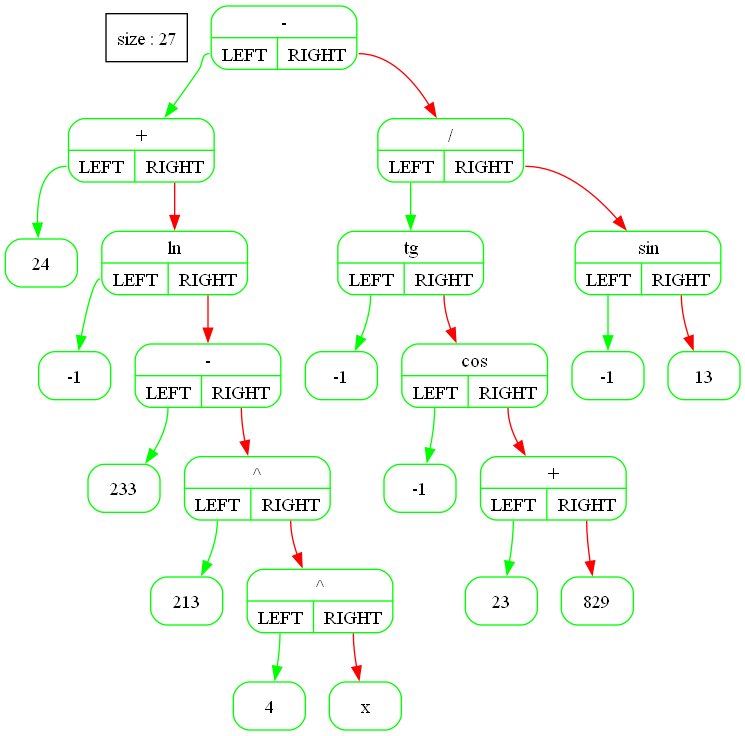 size : 27
-
LEFT RIGHT
+
LEFT RIGHT
/
LEFT RIGHT
24
ln
LEFT RIGHT
tg
LEFT RIGHT
sin
LEFT RIGHT
-1
-
LEFT RIGHT
-1
cos
LEFT RIGHT
-1
13
233
^
LEFT RIGHT
-1
+
LEFT RIGHT
213
^
LEFT RIGHT
23
829
4
x